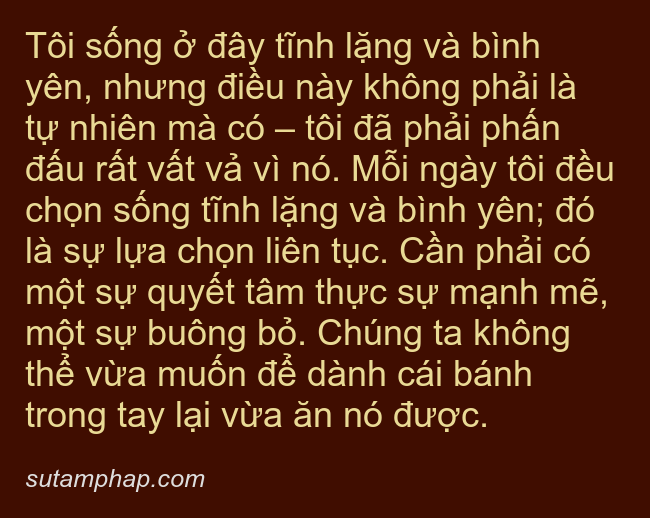 Tôi sống ở đây tĩnh lặng và bình
yên, nhưng điều này không phải là
tự nhiên mà có – tôi đã phải phấn
đấu rất vất vả vì nó. Mỗi ngày tôi đều
chọn sống tĩnh lặng và bình yên; đó
là sự lựa chọn liên tục. Cần phải có
một sự quyết tâm thực sự mạnh mẽ,
một sự buông bỏ. Chúng ta không
thể vừa muốn để dành cái bánh
trong tay lại vừa ăn nó được.
sutamphap.com